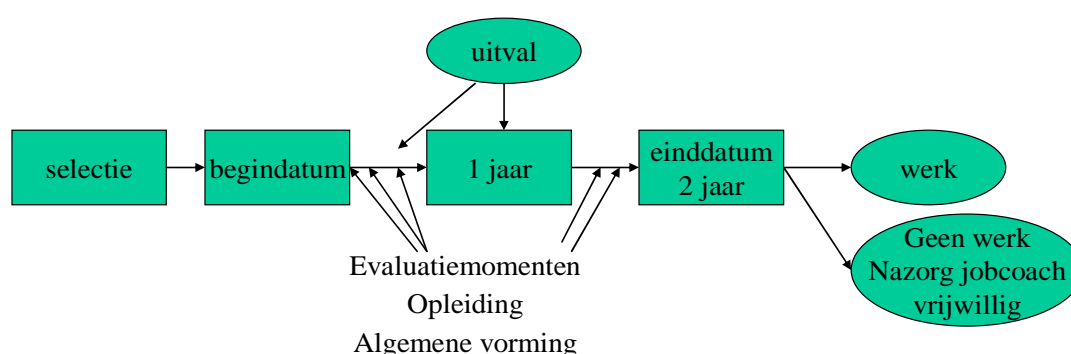 uitval
selectie
begindatum
1 jaar
einddatum
2 jaar
werk
Geen werk
Nazorg jobcoach
vrijwillig
Evaluatiemomenten
Opleiding
Algemene vorming